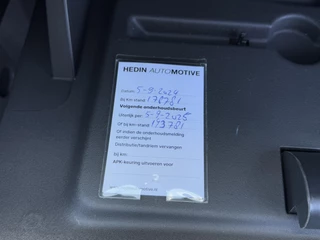 HEDIN AUTOMOTIVE
Datum: 5-9-2024
Bij km-stand: 178781
Volgende onderhoudsbeurt
Uiterlijk per: 5-9-2025
Of bij km-stand: 193781
Of indien de onderhoudsmelding
eerder verschijnt
Distributieriem vervangen
bij km:
APK-keuring uitvoeren voor